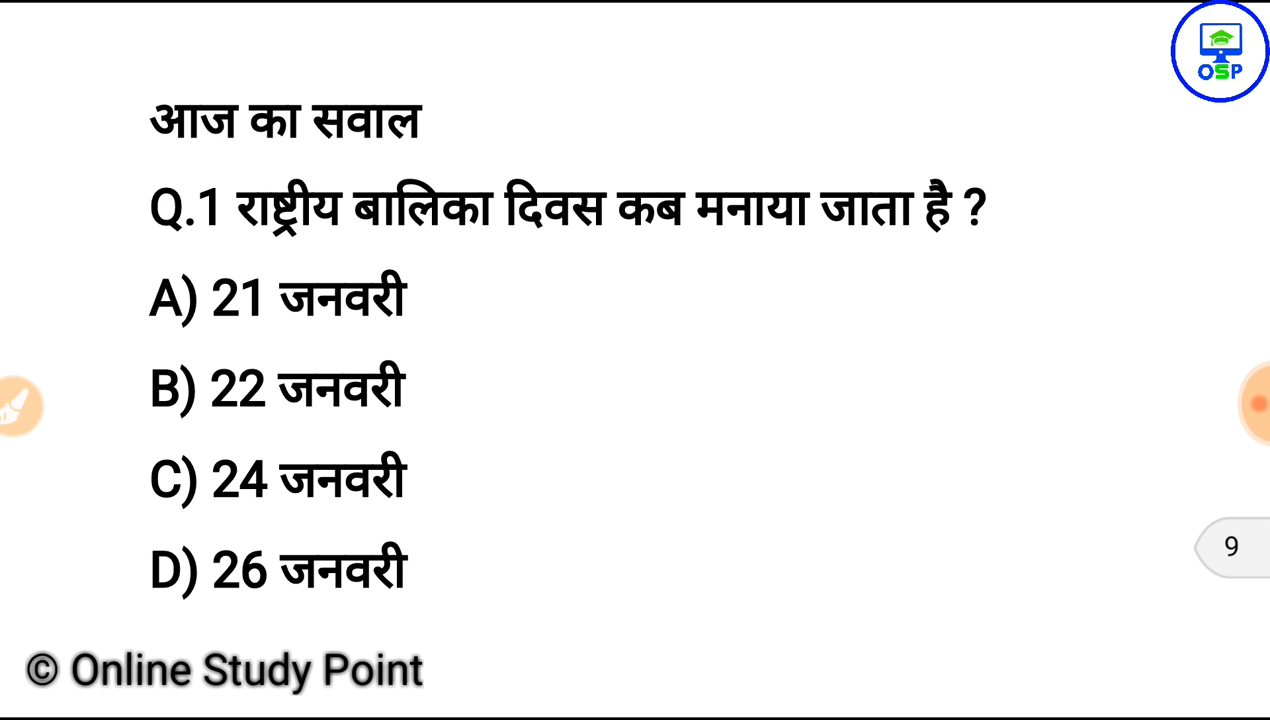 OSP
आज का सवाल
Q.1 राष्ट्रीय बालिका दिवस कब मनाया जाता है ?
A) 21 जनवरी
B) 22 जनवरी
C) 24 जनवरी
D) 26 जनवरी
9
© Online Study Point